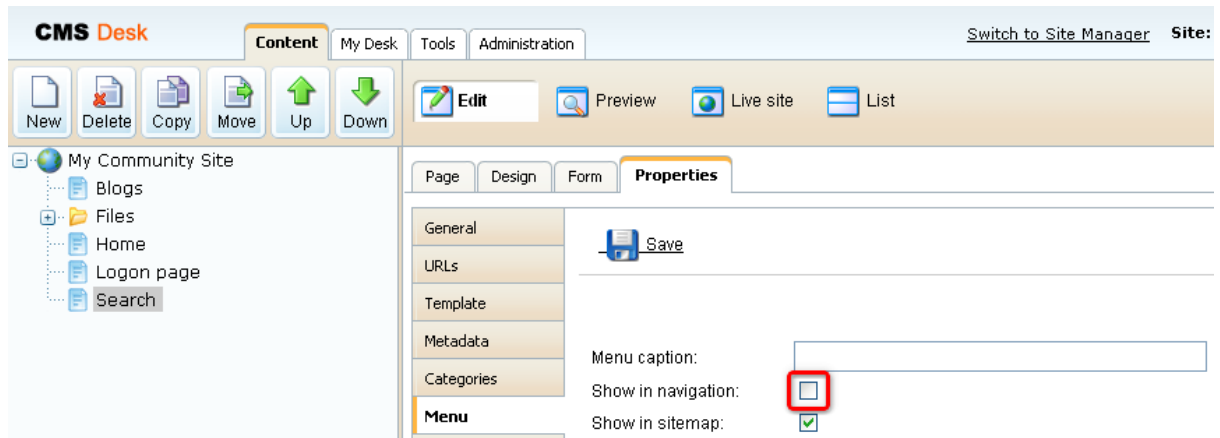 CMS Desk Content My Desk Tools Administration Switch to Site Manager Site:
New Delete Copy Move Up Down Edit Preview Live site List
My Community Site
Blogs
Files
Home
Logon page
Search
Page Design Form Properties
General
URLs
Template
Metadata
Categories
Menu
Save
Menu caption:
Show in navigation:
Show in sitemap: